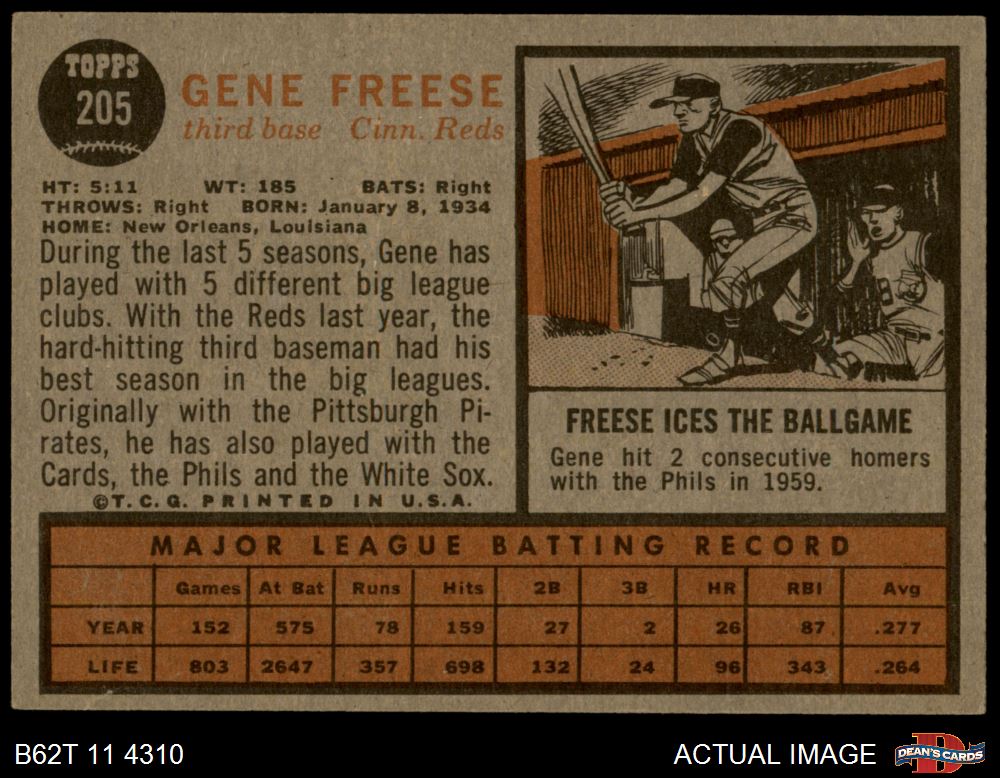 TOPPS
205
GENE FREESE
third base Cinn. Reds
HT: 5:11 WT: 185 BATS: Right
THROWS: Right BORN: January 8, 1934
HOME: New Orleans, Louisiana
During the last 5 seasons, Gene has
played with 5 different big league
clubs. With the Reds last year, the
hard-hitting third baseman had his
best season in the big leagues.
Originally with the Pittsburgh Pi-
rates, he has also played with the
Cards, the Phils and the White Sox.
©T.C.G. PRINTED IN U.S.A.
8
FREESE ICES THE BALLGAME
Gene hit 2 consecutive homers
with the Phils in 1959.
MAJOR LEAGUE BATTING RECORD
Games At Bat Runs Hits 2B 3B HR RBI Avg
YEAR 152 575 78 159 27 2 26 87 .277
LIFE 803 2647 357 698 132 24 96 343 .264
B62T 11 4310
ACTUAL IMAGE
DEAN'S CARDS